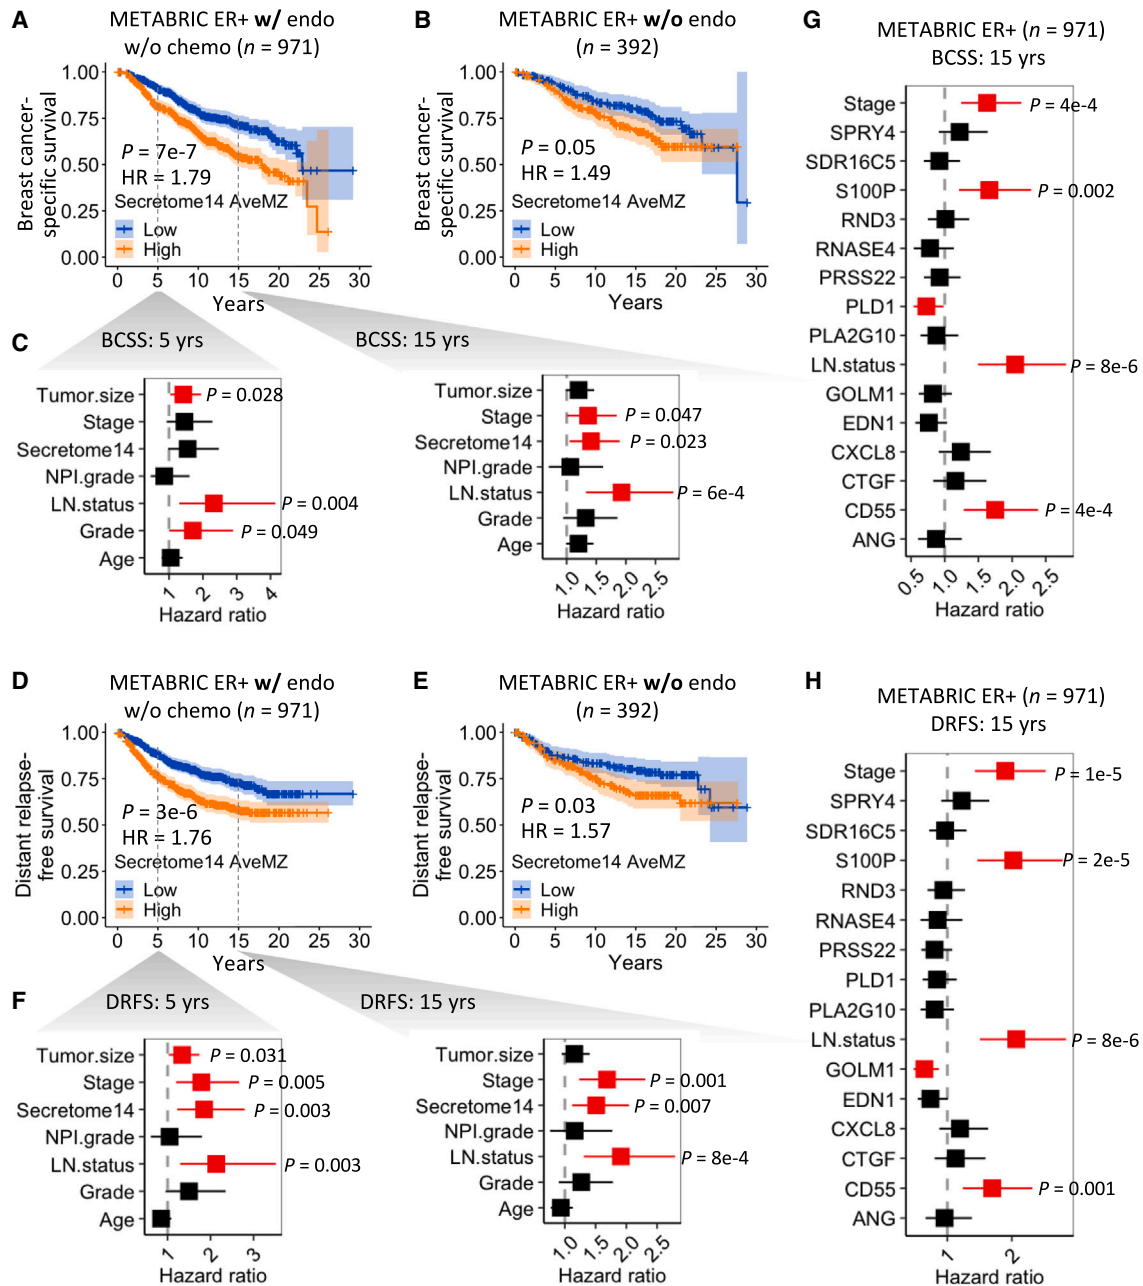 A
METABRIC ER+ w/ endo
w/o chemo (n = 971)
Breast cancer-
specific survival
1.00
0.75
0.50
0.25
0.00
P = 7e-7
HR = 1.79
Secretome14 AveMZ
Low
High
0 5 10 15 20 25 30
Years
B
METABRIC ER+ w/o endo
(n = 392)
Breast cancer-
specific survival
1.00
0.75
0.50
0.25
0.00
P = 0.05
HR = 1.49
Secretome14 AveMZ
Low
High
0 5 10 15 20 25 30
Years
C
BCSS: 5 yrs
Tumor.size P = 0.028
Stage
Secretome14
NPI.grade
LN.status P = 0.004
Grade P = 0.049
Age
1 2 3 4
Hazard ratio
BCSS: 15 yrs
Tumor.size
Stage P = 0.047
Secretome14 P = 0.023
NPI.grade
LN.status P = 6e-4
Grade
Age
1.0 1.5 2.0 2.5
Hazard ratio
D
METABRIC ER+ w/ endo
w/o chemo (n = 971)
Distant relapse-
free survival
1.00
0.75
0.50
0.25
0.00
P = 3e-6
HR = 1.76
Secretome14 AveMZ
Low
High
0 5 10 15 20 25 30
Years
E
METABRIC ER+ w/o endo
(n = 392)
Distant relapse-
free survival
1.00
0.75
0.50
0.25
0.00
P = 0.03
HR = 1.57
Secretome14 AveMZ
Low
High
0 5 10 15 20 25 30
Years
F
DRFS: 5 yrs
Tumor.size P = 0.031
Stage P = 0.005
Secretome14 P = 0.003
NPI.grade
LN.status P = 0.003
Grade
Age
1 2 3
Hazard ratio
DRFS: 15 yrs
Tumor.size
Stage P = 0.001
Secretome14 P = 0.007
NPI.grade
LN.status P = 8e-4
Grade
Age
1.0 1.5 2.0 2.5
Hazard ratio
G
METABRIC ER+ (n = 971)
BCSS: 15 yrs
Stage P = 4e-4
SPRY4
SDR16C5
S100P P = 0.002
RND3
RNASE4
PRSS22
PLD1
PLA2G10
LN.status P = 8e-6
GOLM1
EDN1
CXCL8
CTGF
CD55 P = 4e-4
ANG
0.5 1.0 1.5 2.0 2.5
Hazard ratio
H
METABRIC ER+ (n = 971)
DRFS: 15 yrs
Stage P = 1e-5
SPRY4
SDR16C5
S100P P = 2e-5
RND3
RNASE4
PRSS22
PLD1
PLA2G10
LN.status P = 8e-6
GOLM1
EDN1
CXCL8
CTGF
CD55 P = 0.001
ANG
1 2
Hazard ratio